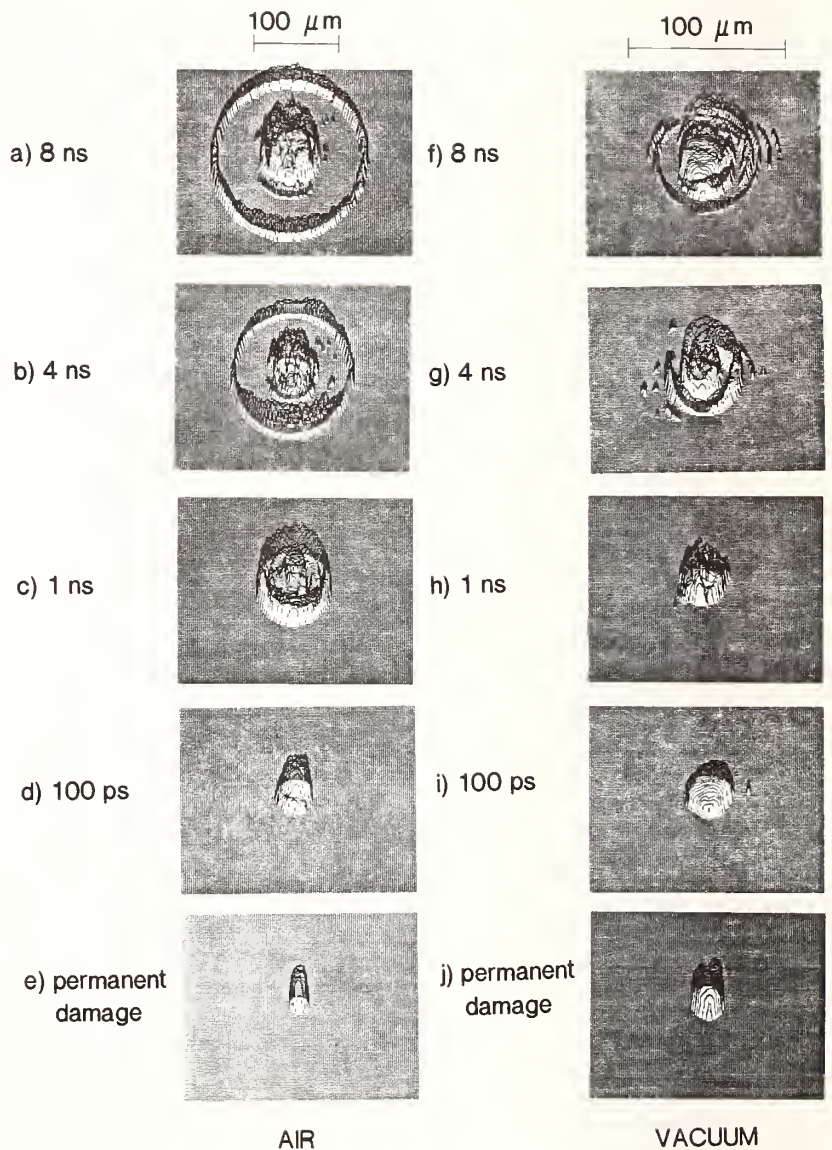 100 μm
100 μm
a) 8 ns
f) 8 ns
b) 4 ns
g) 4 ns
c) 1 ns
h) 1 ns
d) 100 ps
i) 100 ps
e) permanent
damage
j) permanent
damage
AIR
VACUUM